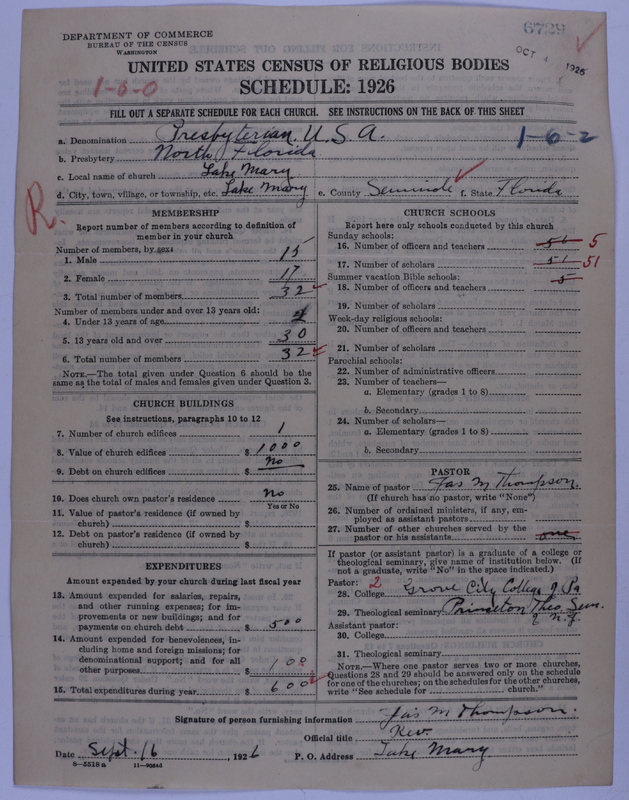 DEPARTMENT OF COMMERCE
BUREAU OF THE CENSUS
WASHINGTON
6729
OCT 1926
UNITED STATES CENSUS OF RELIGIOUS BODIES
SCHEDULE: 1926
1-6-0
FILL OUT A SEPARATE SCHEDULE FOR EACH CHURCH. SEE INSTRUCTIONS ON THE BACK OF THIS SHEET
a. Denomination Presbyterian, U.S.A.
1-6-2
b. Presbytery North Florida
c. Local name of church Lake Mary
d. City, town, village, or township, etc. Lake Mary e. County Seminole f. State Florida
R.
MEMBERSHIP
Report number of members according to definition of
member in your church
Number of members, by sex:
1. Male 15
2. Female 17
3. Total number of members 32
Number of members under and over 13 years old:
4. Under 13 years of age
5. 13 years old and over 30
6. Total number of members 32
NOTE.—The total given under Question 6 should be the
same as the total of males and females given under Question 3.
CHURCH BUILDINGS
See instructions, paragraphs 10 to 12
7. Number of church edifices 1
8. Value of church edifices $ 1000
9. Debt on church edifices $ no
10. Does church own pastor's residence no
Yes or No
11. Value of pastor's residence (if owned by
church) $
12. Debt on pastor's residence (if owned by
church) $
EXPENDITURES
Amount expended by your church during last fiscal year
13. Amount expended for salaries, repairs,
and other running expenses; for im-
provements or new buildings; and for
payments on church debt $ 500
14. Amount expended for benevolences, in-
cluding home and foreign missions; for
denominational support; and for all
other purposes $ 100
15. Total expenditures during year $ 600
CHURCH SCHOOLS
Report here only schools conducted by this church
Sunday schools:
16. Number of officers and teachers 56 5
17. Number of scholars 51 51
Summer vacation Bible schools:
18. Number of officers and teachers 5
19. Number of scholars
Week-day religious schools:
20. Number of officers and teachers
21. Number of scholars
Parochial schools:
22. Number of administrative officers
23. Number of teachers—
a. Elementary (grades 1 to 8)
b. Secondary
24. Number of scholars—
a. Elementary (grades 1 to 8)
b. Secondary
PASTOR
25. Name of pastor Jas M Thompson.
(If church has no pastor, write "None")
26. Number of ordained ministers, if any, em-
ployed as assistant pastors
27. Number of other churches served by the
pastor or his assistants one
If pastor (or assistant pastor) is a graduate of a college or
theological seminary, give name of institution below. (If
not a graduate, write "No" in the space indicated.)
Pastor: 2
28. College Grove City College of Pa
29. Theological seminary Princeton Theo Sem.
of N.J.
Assistant pastor:
30. College
31. Theological seminary
NOTE.—Where one pastor serves two or more churches,
Questions 28 and 29 should be answered only on the schedule
for one of the churches; on the schedules for the other churches,
write "See schedule for church."
Signature of person furnishing information Jas M Thompson.
Official title Rev.
Date Sept. 16, 1926 P. O. Address Lake Mary
8-5518a 11-9084d